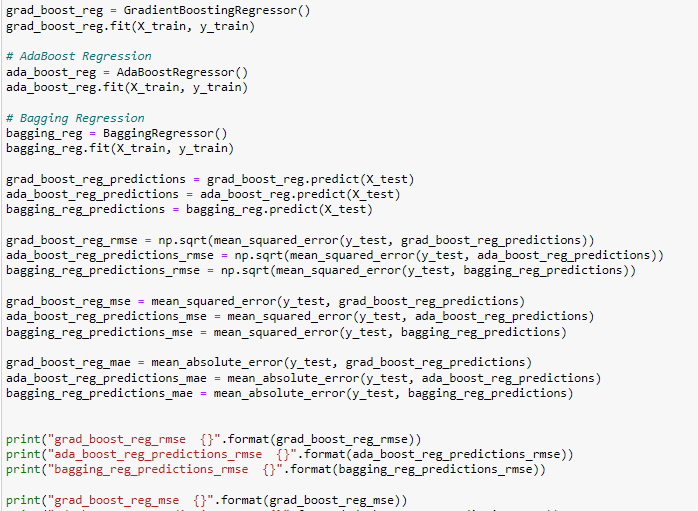 grad_boost_reg = GradientBoostingRegressor()
grad_boost_reg.fit(X_train, y_train)
# AdaBoost Regression
ada_boost_reg = AdaBoostRegressor()
ada_boost_reg.fit(X_train, y_train)
# Bagging Regression
bagging_reg = BaggingRegressor()
bagging_reg.fit(X_train, y_train)
grad_boost_reg_predictions = grad_boost_reg.predict(X_test)
ada_boost_reg_predictions = ada_boost_reg.predict(X_test)
bagging_reg_predictions = bagging_reg.predict(X_test)
grad_boost_reg_rmse = np.sqrt(mean_squared_error(y_test, grad_boost_reg_predictions))
ada_boost_reg_predictions_rmse = np.sqrt(mean_squared_error(y_test, ada_boost_reg_predictions))
bagging_reg_predictions_rmse = np.sqrt(mean_squared_error(y_test, bagging_reg_predictions))
grad_boost_reg_mse = mean_squared_error(y_test, grad_boost_reg_predictions)
ada_boost_reg_predictions_mse = mean_squared_error(y_test, ada_boost_reg_predictions)
bagging_reg_predictions_mse = mean_squared_error(y_test, bagging_reg_predictions)
grad_boost_reg_mae = mean_absolute_error(y_test, grad_boost_reg_predictions)
ada_boost_reg_predictions_mae = mean_absolute_error(y_test, ada_boost_reg_predictions)
bagging_reg_predictions_mae = mean_absolute_error(y_test, bagging_reg_predictions)
print("grad_boost_reg_rmse  {}".format(grad_boost_reg_rmse))
print("ada_boost_reg_predictions_rmse  {}".format(ada_boost_reg_predictions_rmse))
print("bagging_reg_predictions_rmse  {}".format(bagging_reg_predictions_rmse))
print("grad_boost_reg_mse  {}".format(grad_boost_reg_mse))